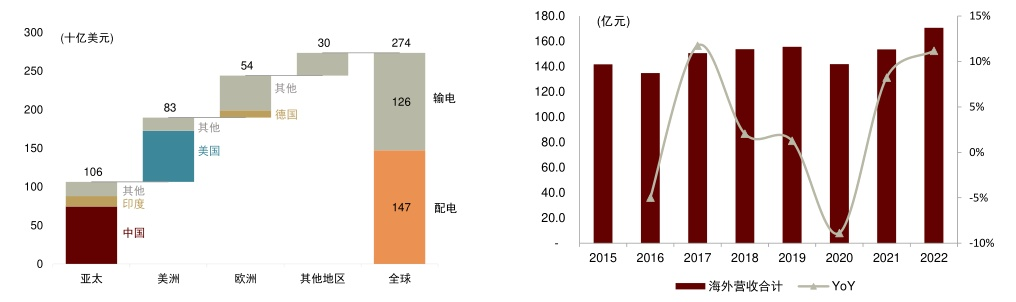 (十亿美元)
300
250
200
150
100
50
0
106
83
54
30
274
其他
印度
中国
其他
美国
其他
德国
126
147
输电
配电
亚太
美洲
欧洲
其他地区
全球
(亿元)
180.0
160.0
140.0
120.0
100.0
80.0
60.0
40.0
20.0
-
15%
10%
5%
0%
-5%
-10%
2015
2016
2017
2018
2019
2020
2021
2022
海外营收合计
YoY